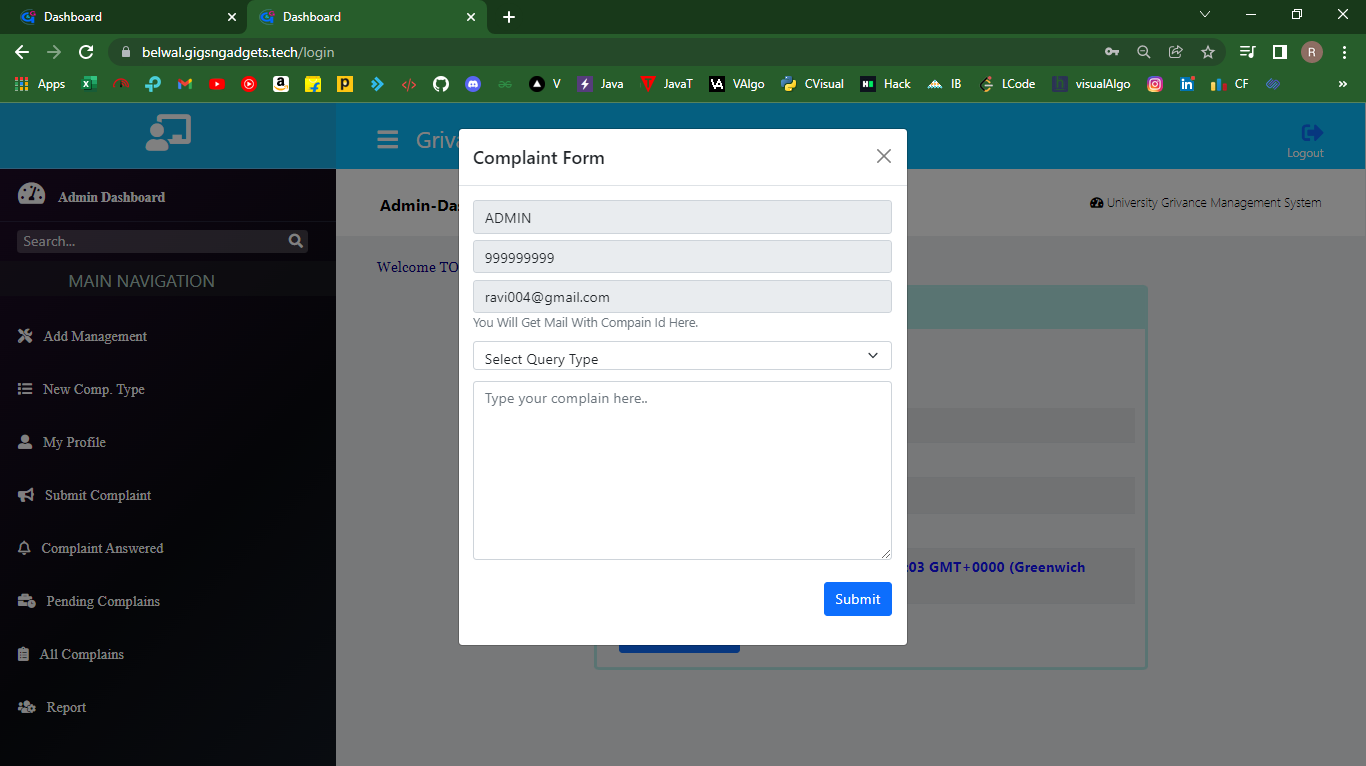 Dashboard
Dashboard
belwal.gigsngadgets.tech/login
R
Apps
V
Java
JavaT
VAlgo
CVisual
Hack
IB
LCode
visualAlgo
CF
Griva
Logout
Admin Dashboard
Search...
MAIN NAVIGATION
Add Management
New Comp. Type
My Profile
Submit Complaint
Complaint Answered
Pending Complains
All Complains
Report
Admin-Das
University Grivance Management System
Welcome TO
Complaint Form
ADMIN
999999999
ravi004@gmail.com
You Will Get Mail With Compain Id Here.
Select Query Type
Type your complain here..
Submit
:03 GMT+0000 (Greenwich